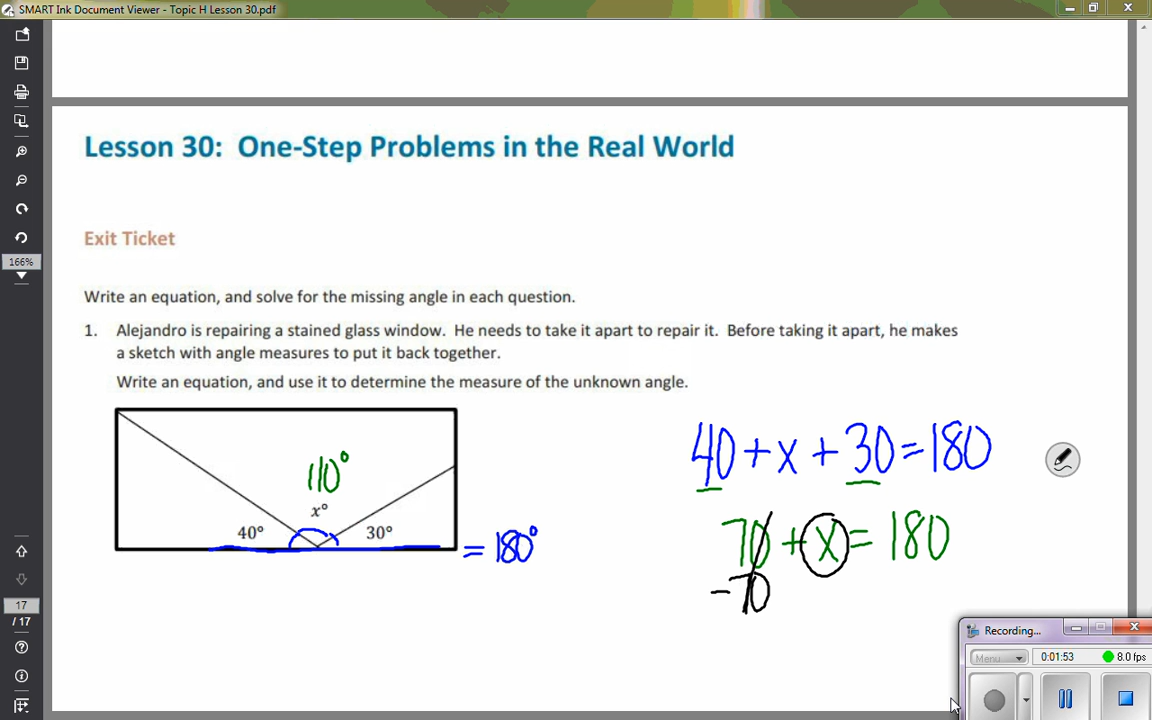 SMART Ink Document Viewer - Topic H Lesson 30.pdf
166%
17
/ 17
Lesson 30: One-Step Problems in the Real World
Exit Ticket
Write an equation, and solve for the missing angle in each question.
1. Alejandro is repairing a stained glass window. He needs to take it apart to repair it. Before taking it apart, he makes
a sketch with angle measures to put it back together.
Write an equation, and use it to determine the measure of the unknown angle.
110°
x°
40°
30°
= 180°
40 + x + 30 = 180
70 + x = 180
-70
Recording...
Menu
0:01:53
8.0 fps